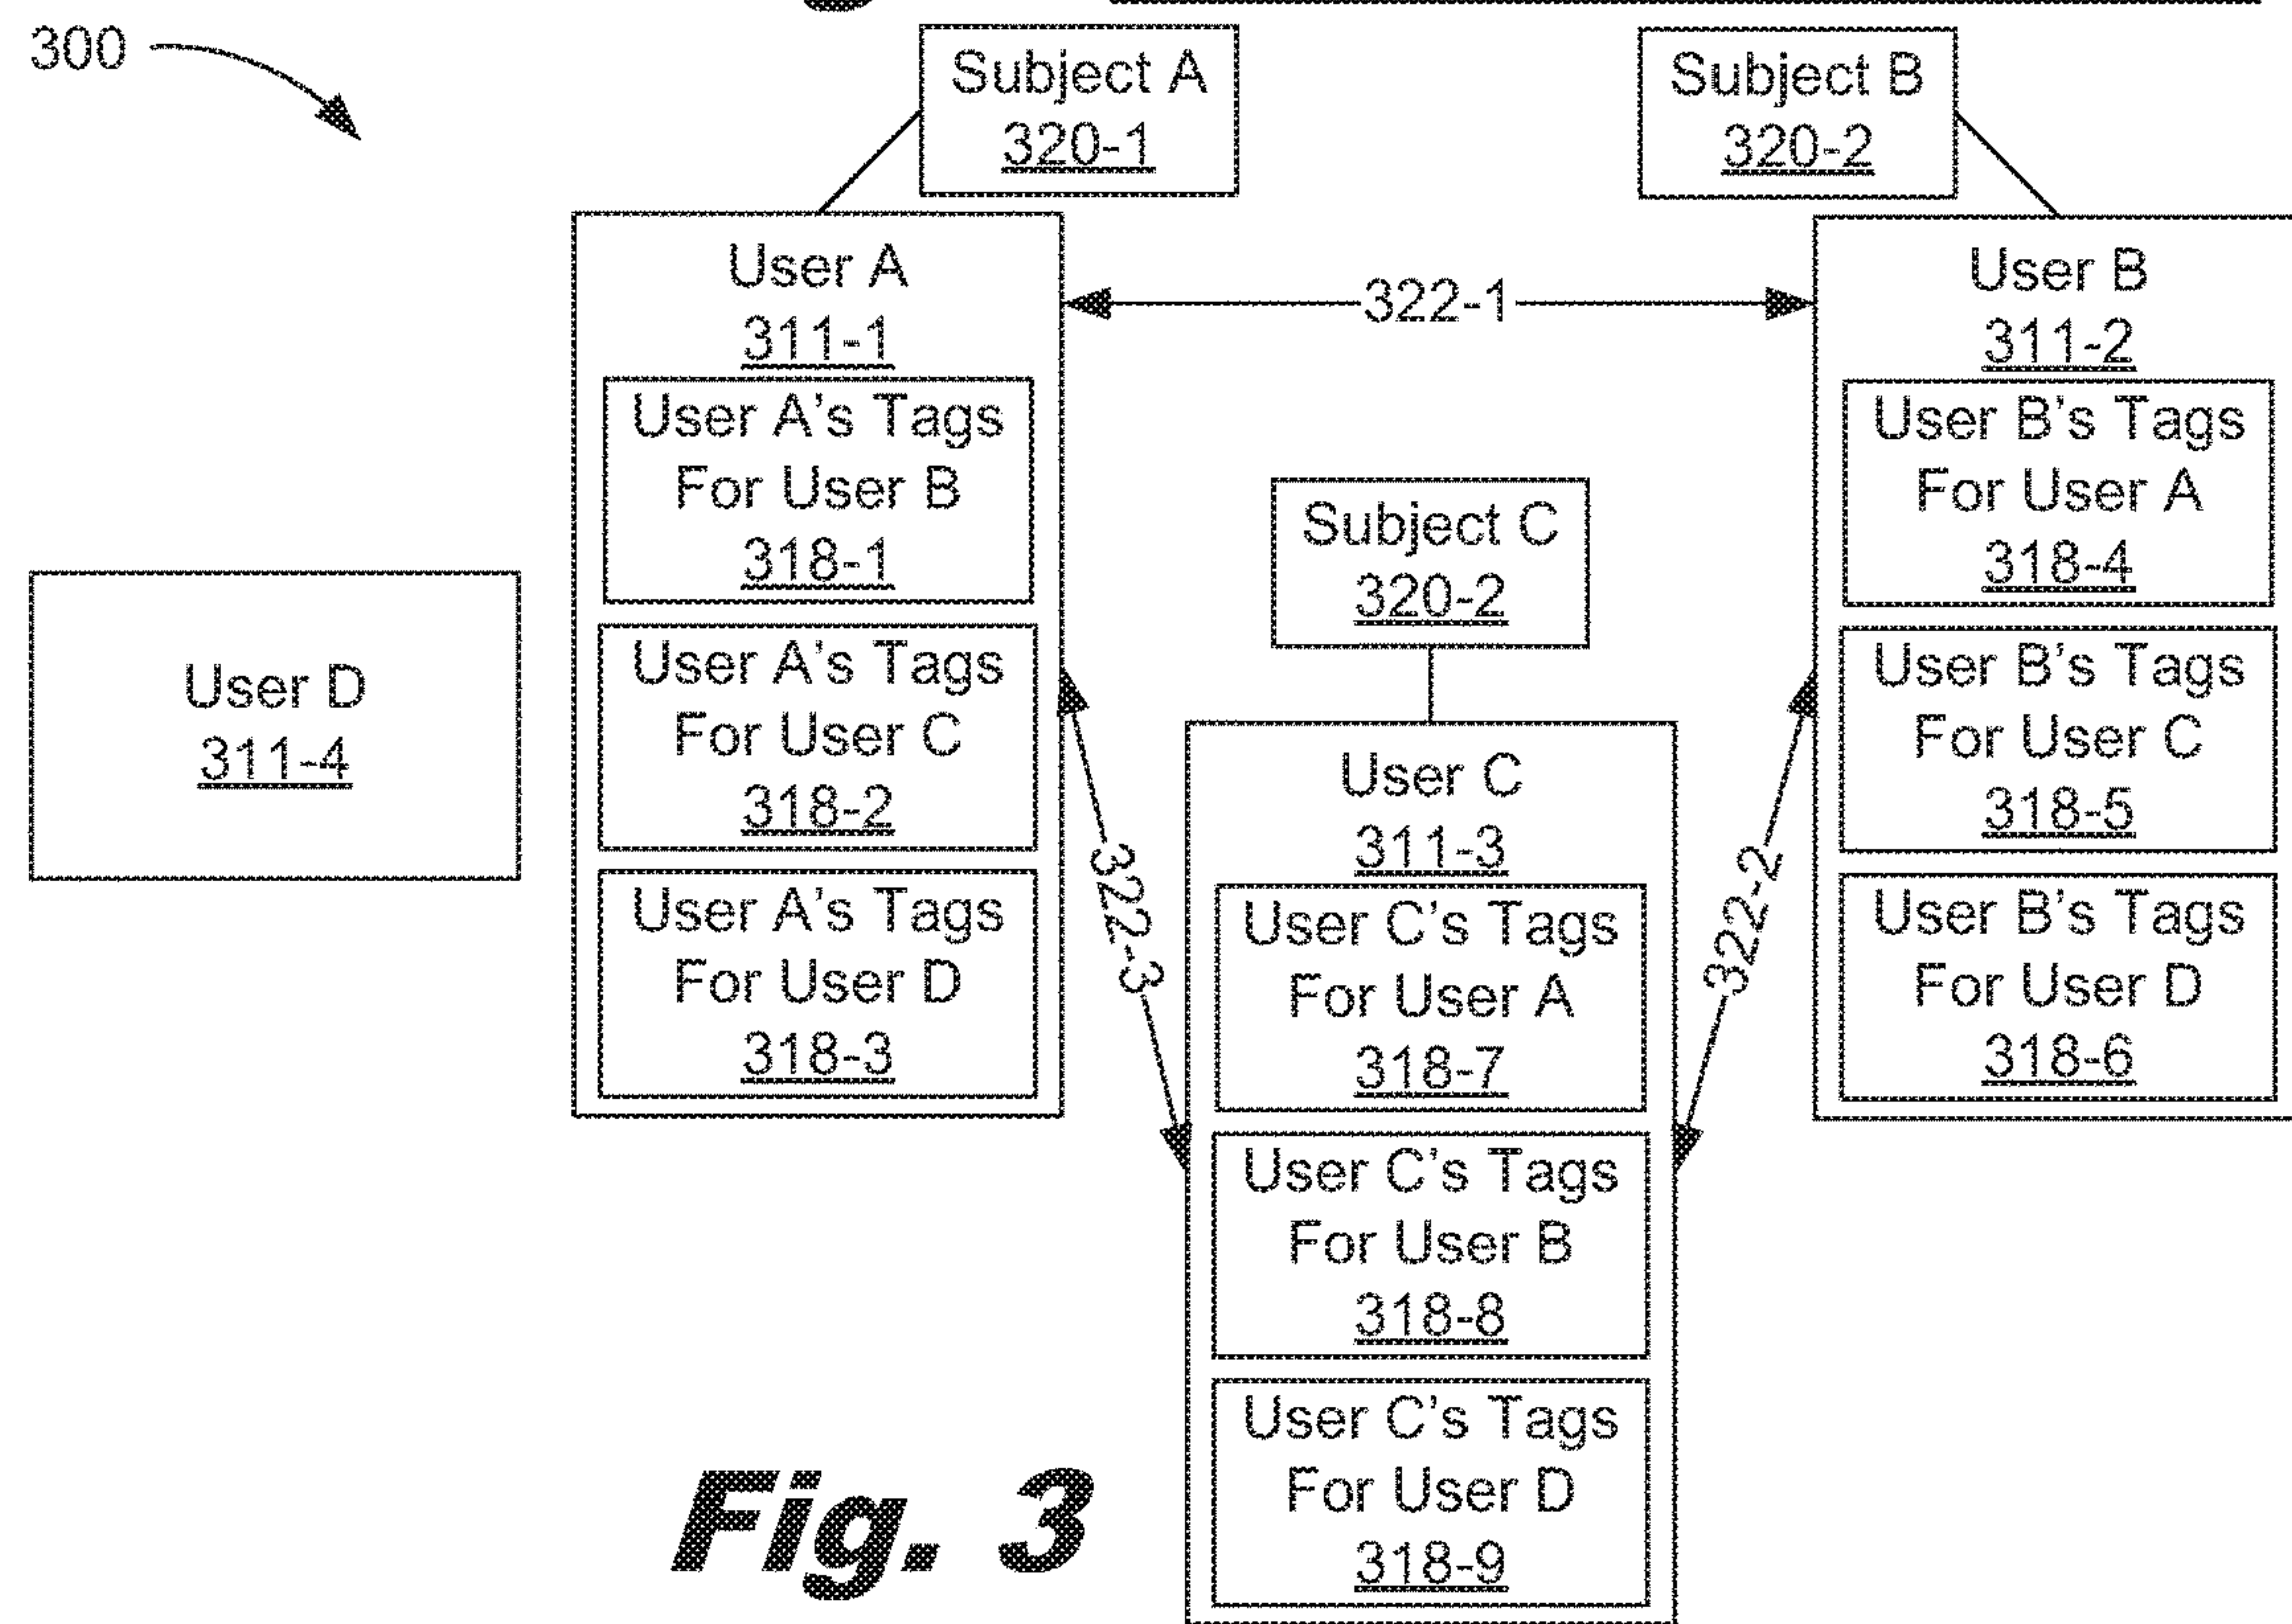 300
Subject A
320-1
Subject B
320-2
User A
311-1
User A's Tags
For User B
318-1
User A's Tags
For User C
318-2
User A's Tags
For User D
318-3
322-1
User B
311-2
User B's Tags
For User A
318-4
User B's Tags
For User C
318-5
User B's Tags
For User D
318-6
User D
311-4
Subject C
320-2
322-3
322-2
User C
311-3
User C's Tags
For User A
318-7
User C's Tags
For User B
318-8
User C's Tags
For User D
318-9
Fig. 3